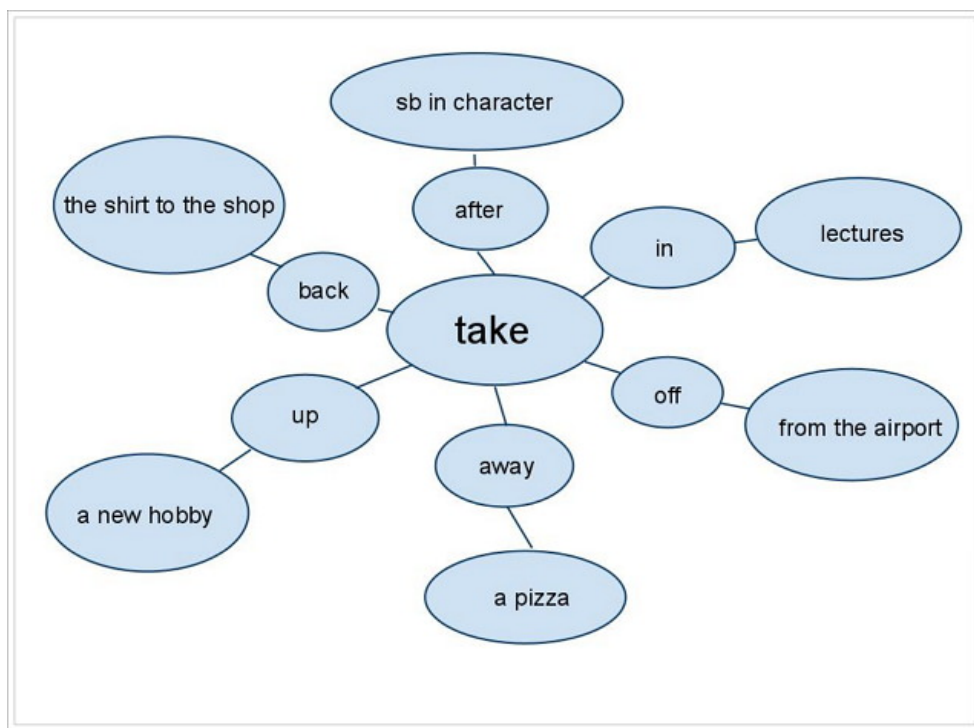 sb in character
the shirt to the shop
after
in
lectures
back
take
off
from the airport
up
away
a new hobby
a pizza